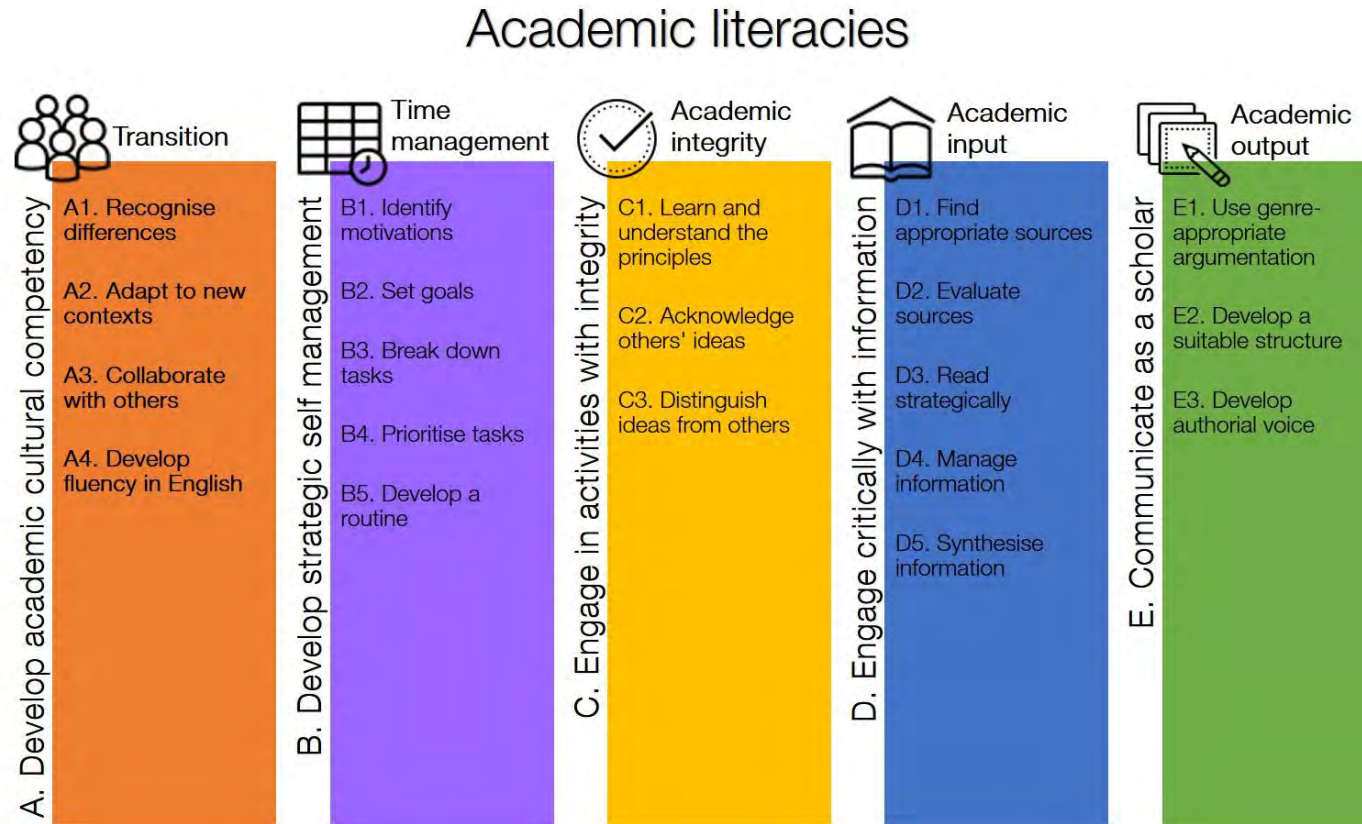 Academic literacies
Transition
A. Develop academic cultural competency
A1. Recognise
differences
A2. Adapt to new
contexts
A3. Collaborate
with others
A4. Develop
fluency in English
Time
management
B. Develop strategic self management
B1. Identify
motivations
B2. Set goals
B3. Break down
tasks
B4. Prioritise tasks
B5. Develop a
routine
Academic
integrity
C. Engage in activities with integrity
C1. Learn and
understand the
principles
C2. Acknowledge
others' ideas
C3. Distinguish
ideas from others
Academic
input
D. Engage critically with information
D1. Find
appropriate sources
D2. Evaluate
sources
D3. Read
strategically
D4. Manage
information
D5. Synthesise
information
Academic
output
E. Communicate as a scholar
E1. Use genre-
appropriate
argumentation
E2. Develop a
suitable structure
E3. Develop
authorial voice